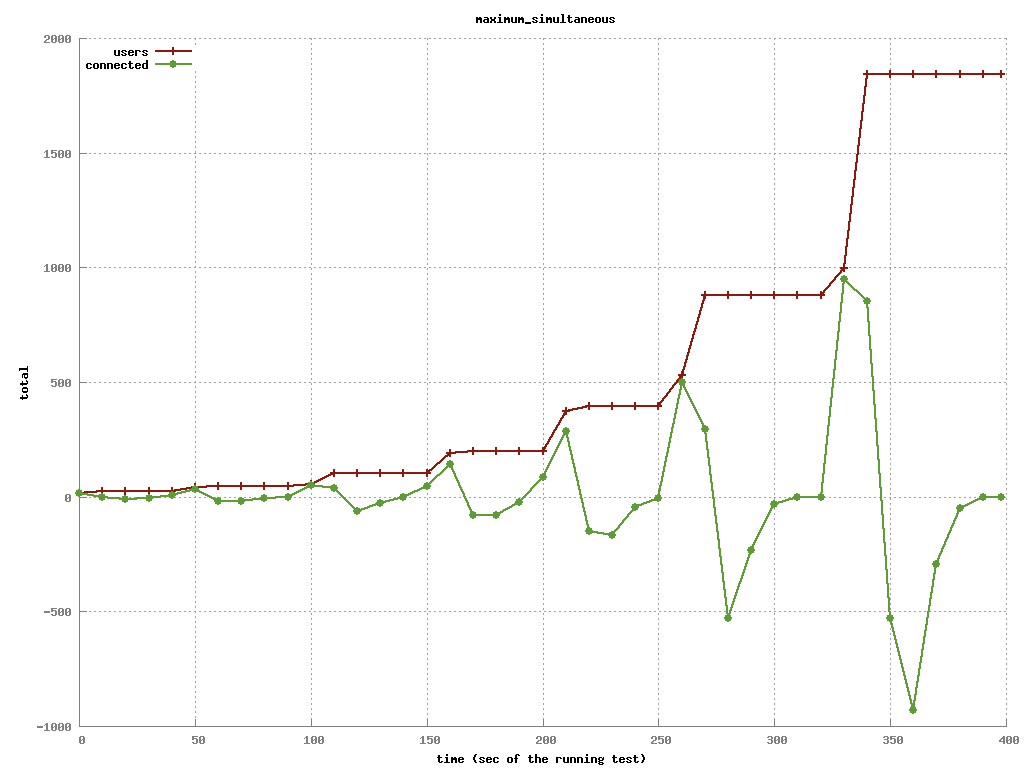 maximum_simultaneous
users
connected
2000
1500
1000
500
0
-500
-1000
total
0 50 100 150 200 250 300 350 400
time (sec of the running test)